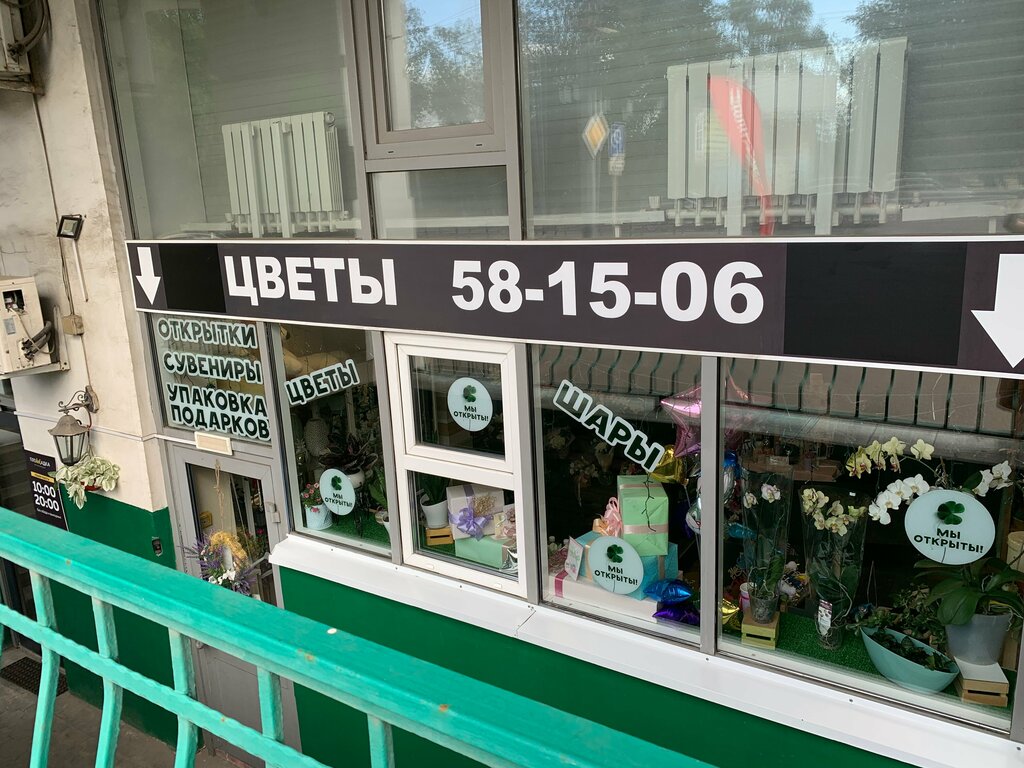 ЦВЕТЫ 58-15-06
ОТКРЫТКИ
СУВЕНИРЫ
УПАКОВКА
ПОДАРКОВ
ЦВЕТЫ
ШАРЫ
МЫ
ОТКРЫТЫ!
МЫ
ОТКРЫТЫ!
МЫ
ОТКРЫТЫ!
МЫ
ОТКРЫТЫ!
10:00
20:00